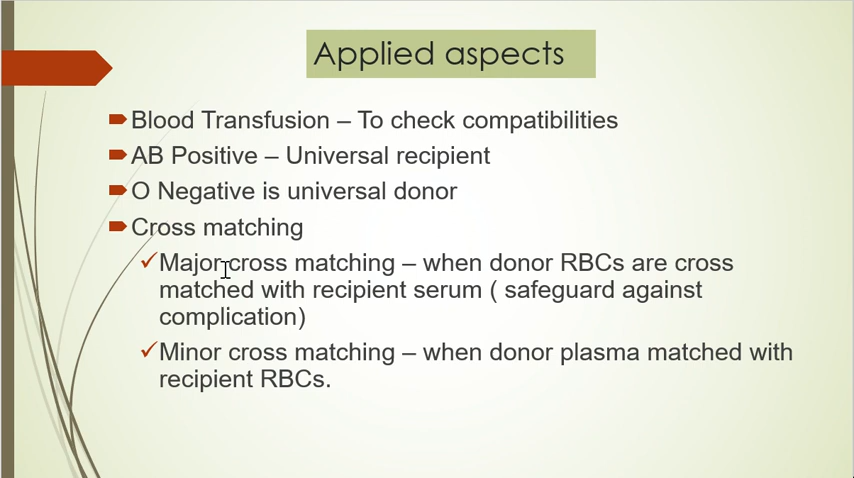 Applied aspects
Blood Transfusion – To check compatibilities
AB Positive – Universal recipient
O Negative is universal donor
Cross matching
Major cross matching – when donor RBCs are cross
matched with recipient serum ( safeguard against
complication)
Minor cross matching – when donor plasma matched with
recipient RBCs.